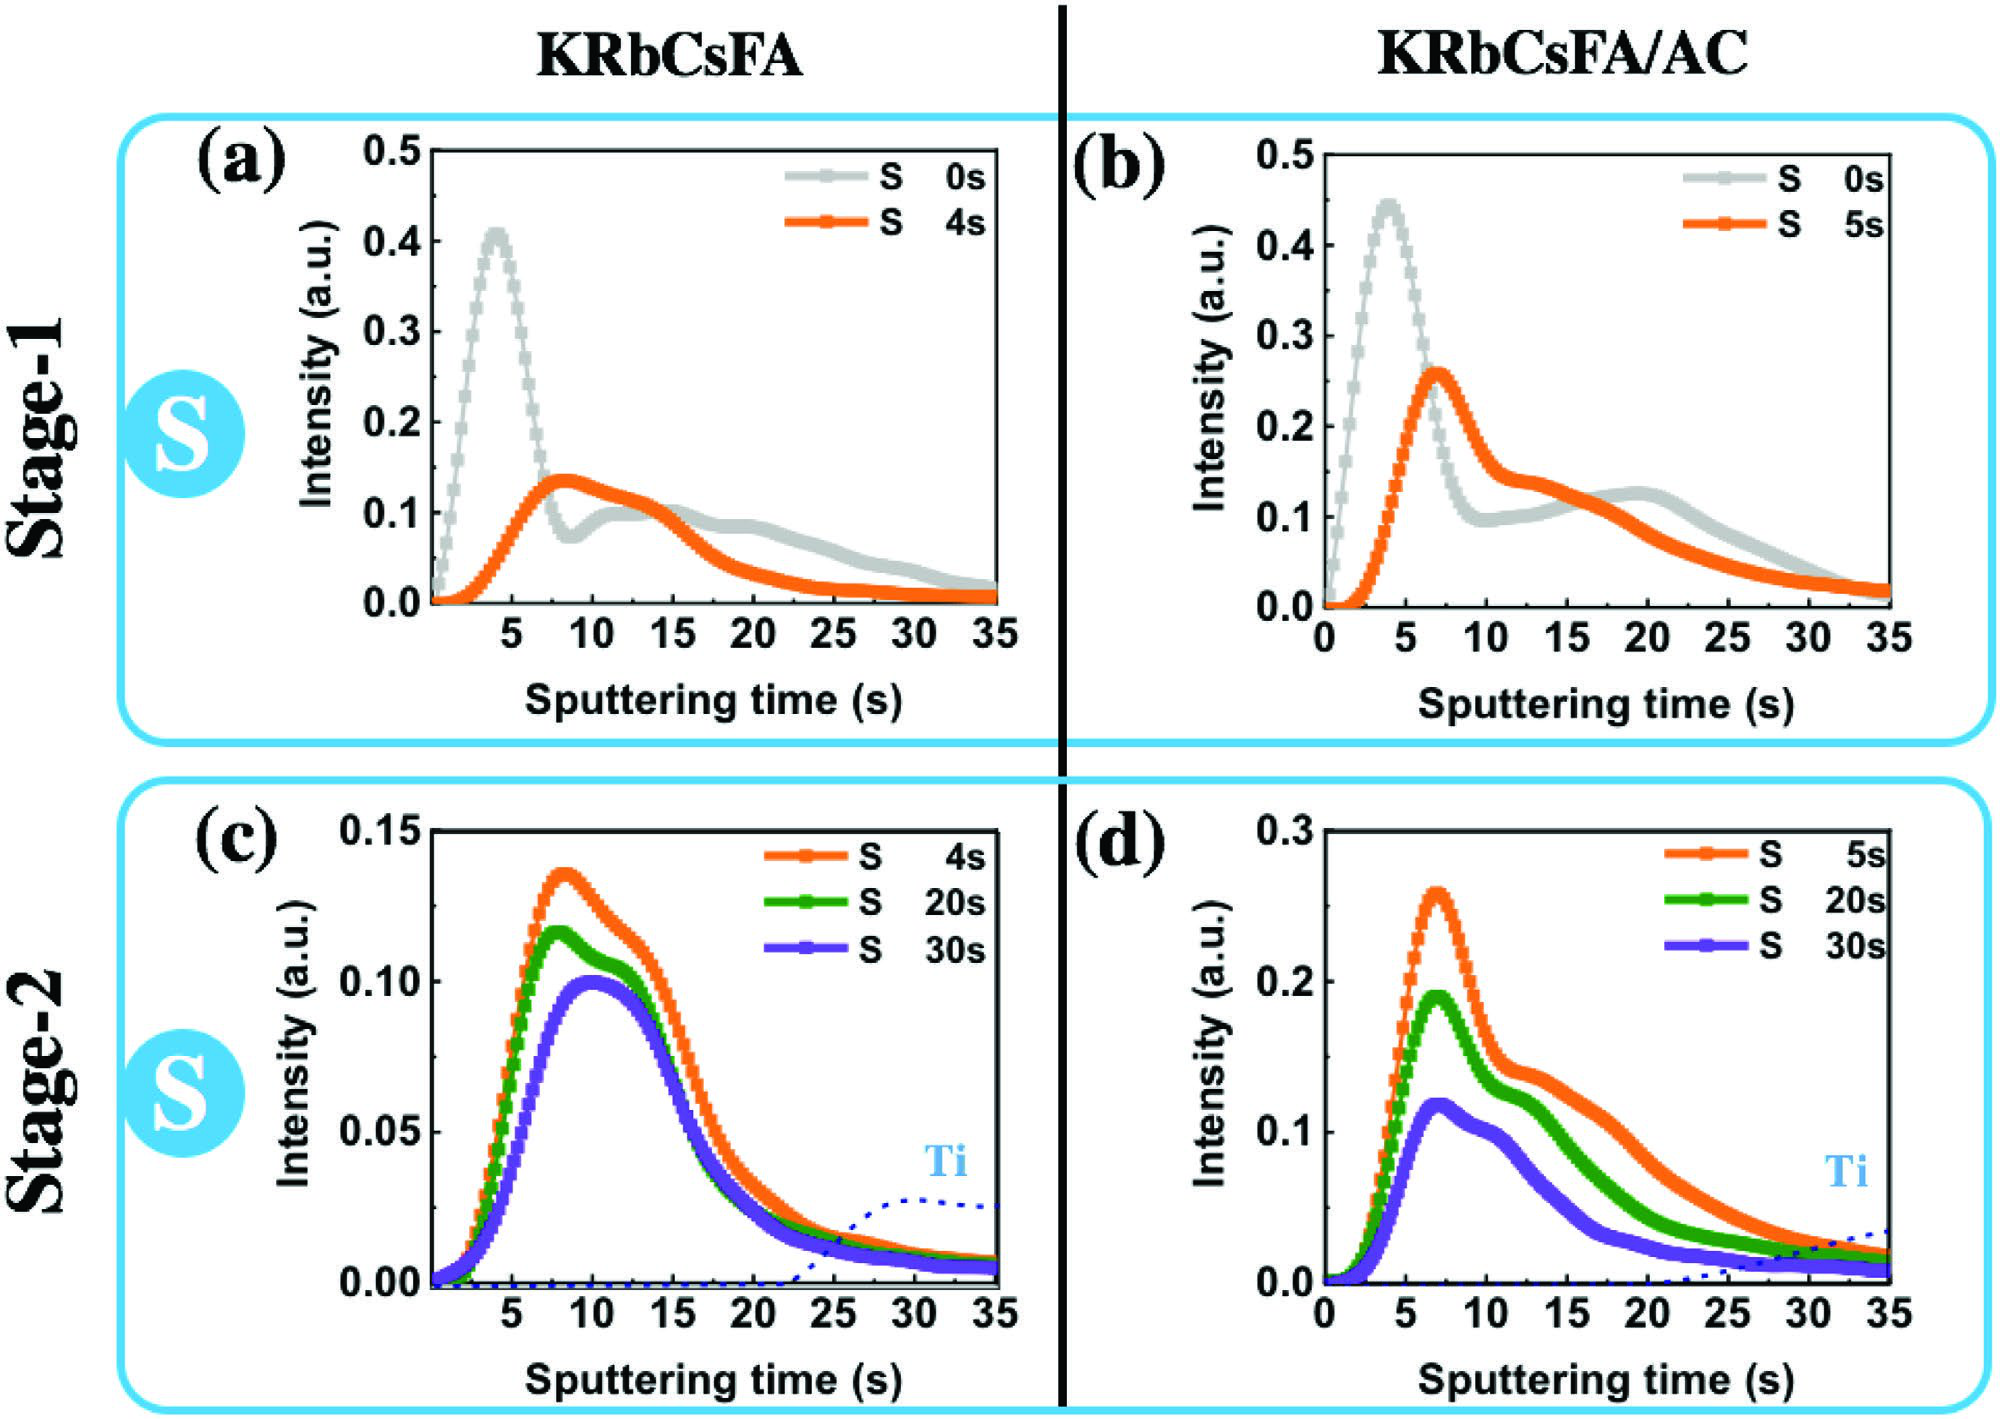 KRbCsFA
KRbCsFA/AC
Stage-1
S
(a)
0.5
0.4
0.3
0.2
0.1
0.0
Intensity (a.u.)
S 0s
S 4s
5 10 15 20 25 30 35
Sputtering time (s)
(b)
0.5
0.4
0.3
0.2
0.1
0.0
Intensity (a.u.)
S 0s
S 5s
0 5 10 15 20 25 30 35
Sputtering time (s)
Stage-2
S
(c)
0.15
0.10
0.05
0.00
Intensity (a.u.)
S 4s
S 20s
S 30s
Ti
5 10 15 20 25 30 35
Sputtering time (s)
(d)
0.3
0.2
0.1
0.0
Intensity (a.u.)
S 5s
S 20s
S 30s
Ti
0 5 10 15 20 25 30 35
Sputtering time (s)